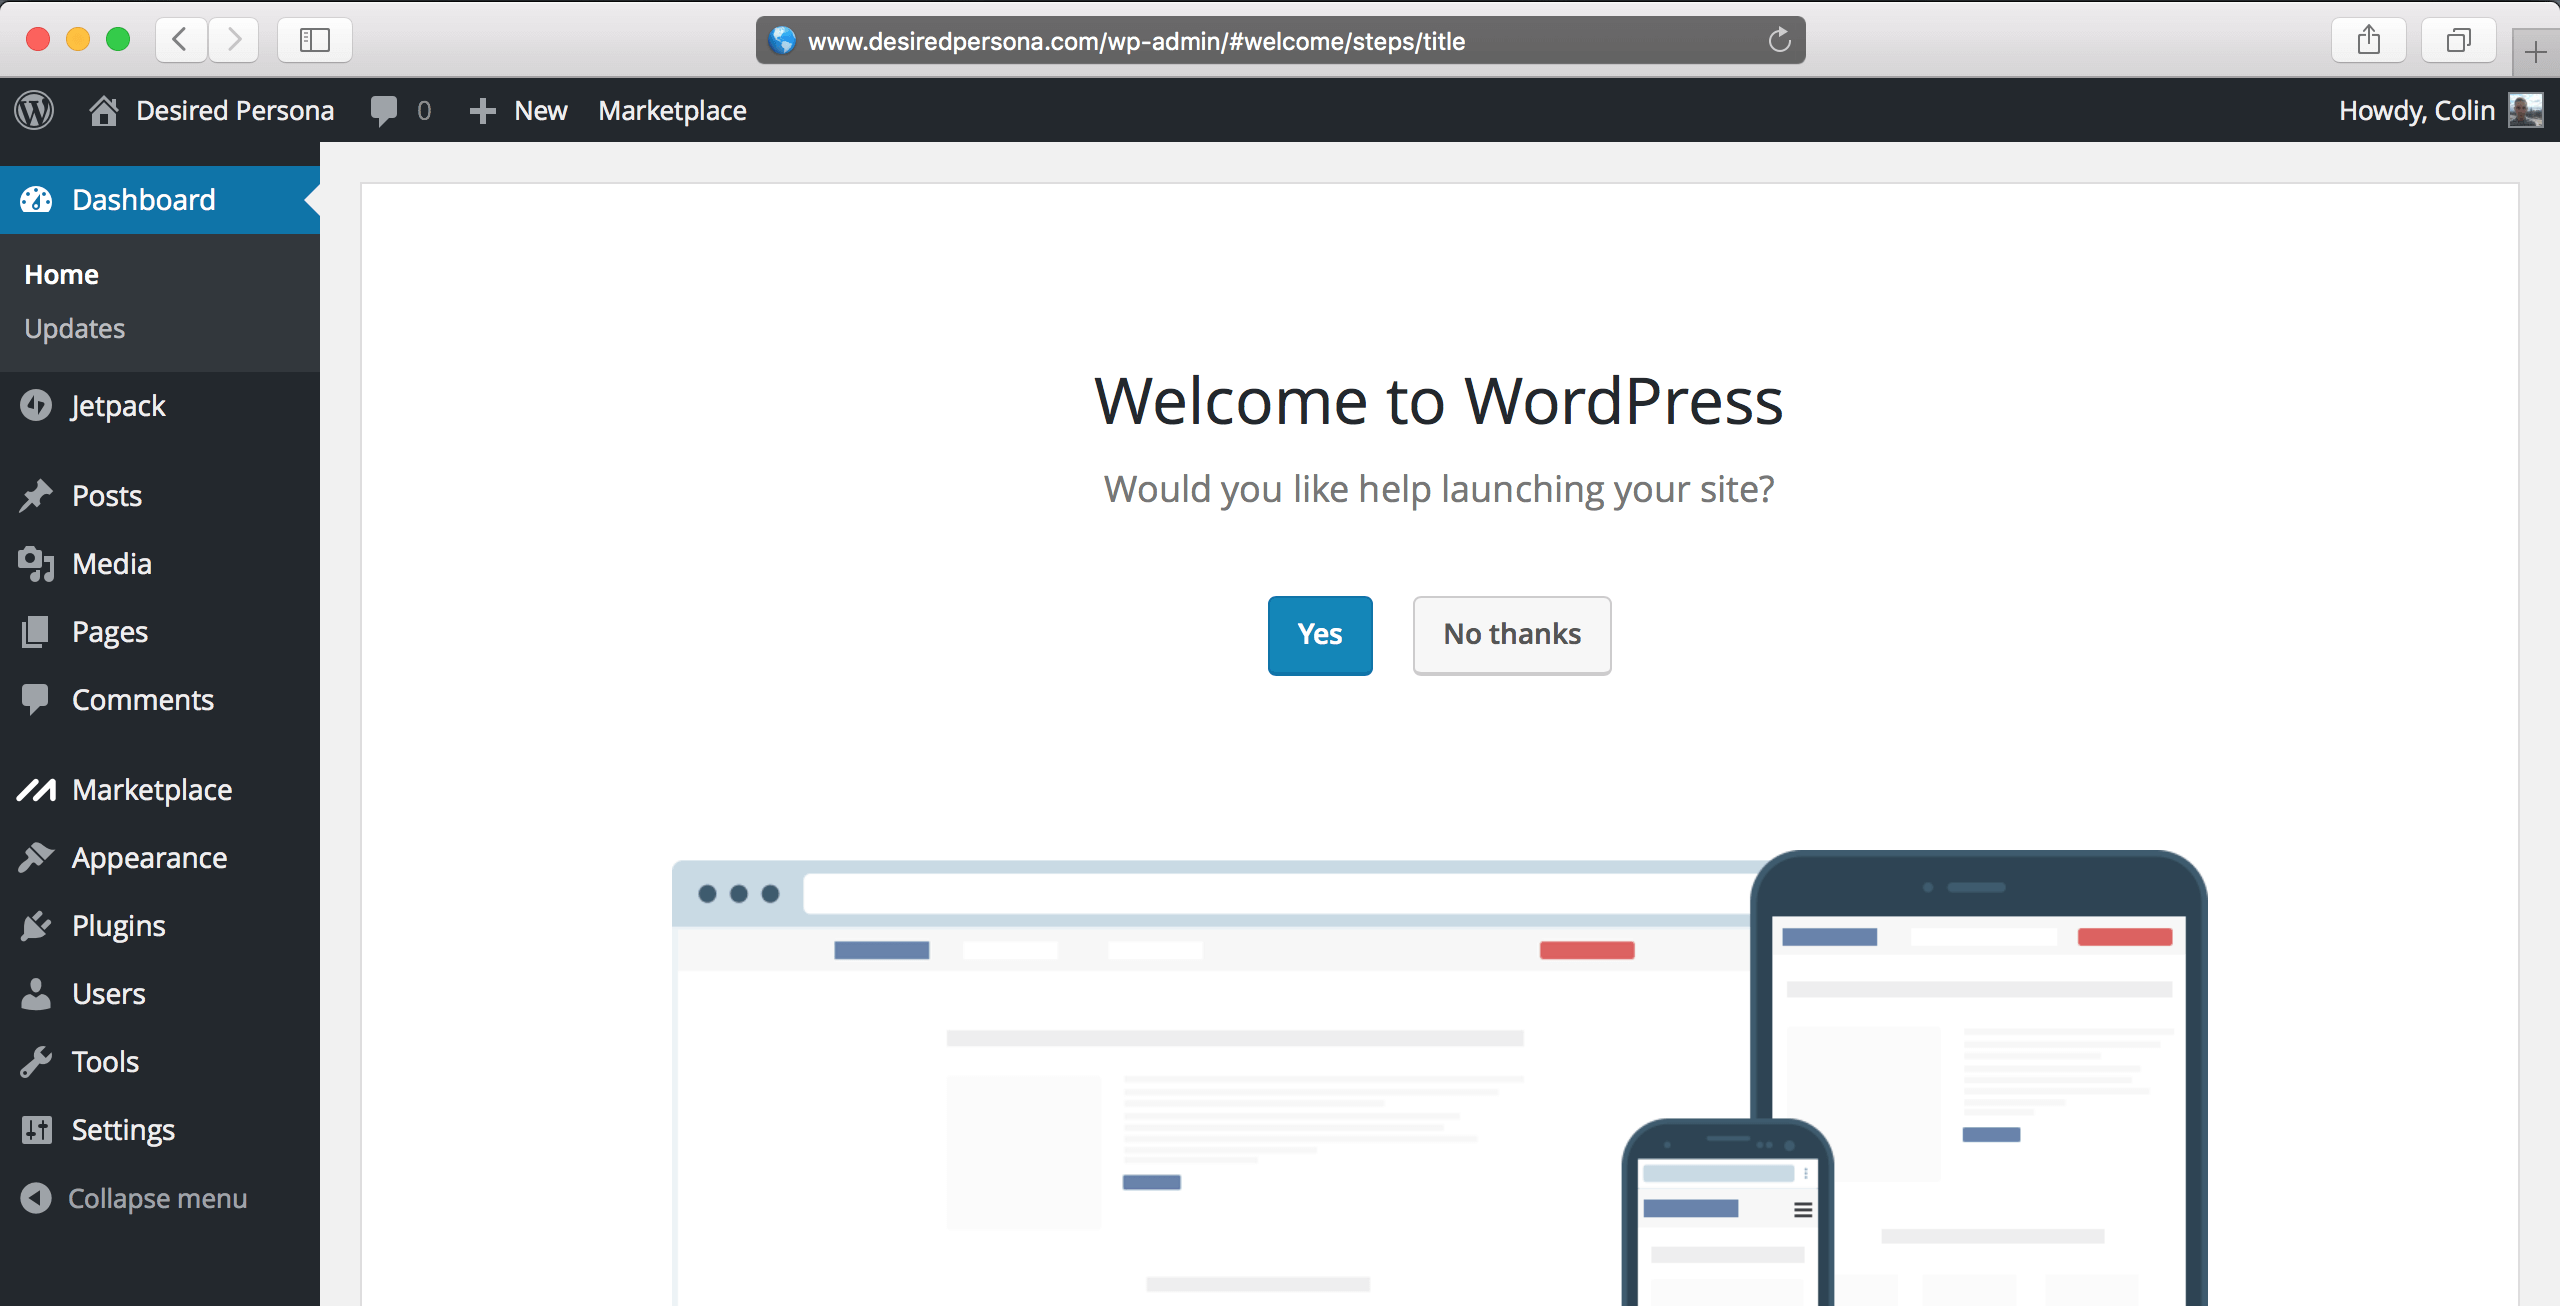 www.desiredpersona.com/wp-admin/#welcome/steps/title
Desired Persona 0 New Marketplace Howdy, Colin
Dashboard
Home
Updates
Jetpack
Posts
Media
Pages
Comments
Marketplace
Appearance
Plugins
Users
Tools
Settings
Collapse menu
Welcome to WordPress
Would you like help launching your site?
Yes No thanks